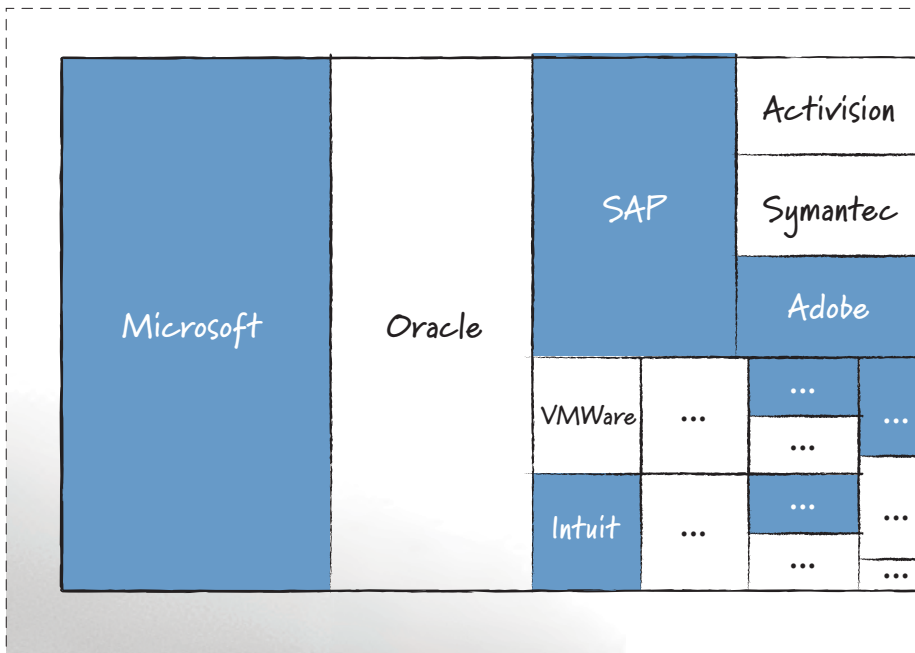 Microsoft
Oracle
SAP
Activision
Symantec
Adobe
VMWare
...
...
...
...
Intuit
...
...
...
...
...